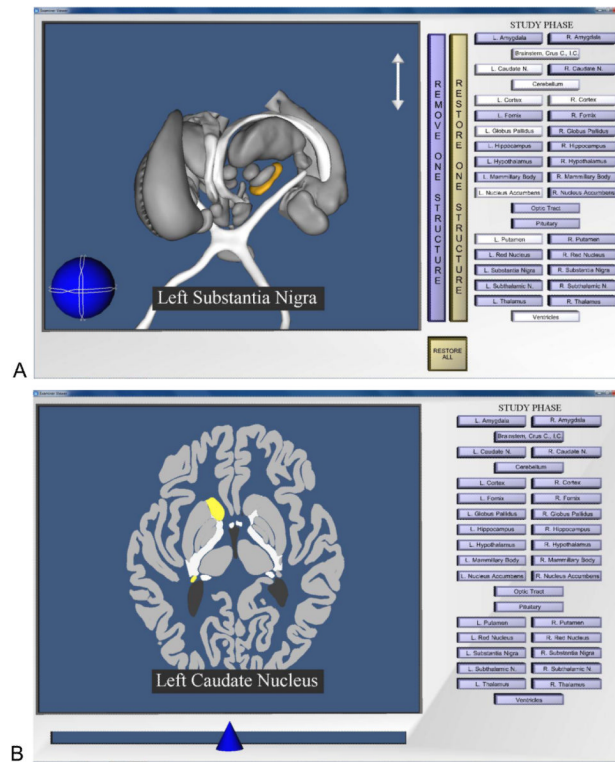 Examiner Viewer
STUDY PHASE
L. Amygdala R. Amygdala
Brainstem, Crus C., I.C.
L. Caudate N. R. Caudate N.
Cerebellum
L. Cortex R. Cortex
L. Fornix R. Fornix
L. Globus Pallidus R. Globus Pallidus
L. Hippocampus R. Hippocampus
L. Hypothalamus R. Hypothalamus
L. Mammillary Body R. Mammillary Body
L. Nucleus Accumbens R. Nucleus Accumbens
Optic Tract
Pituitary
L. Putamen R. Putamen
L. Red Nucleus R. Red Nucleus
L. Substantia Nigra R. Substantia Nigra
L. Subthalamic N. R. Subthalamic N.
L. Thalamus R. Thalamus
Ventricles
REMOVE ONE STRUCTURE
RESTORE ONE STRUCTURE
RESTORE
ALL
Left Substantia Nigra
A
Examiner Viewer
STUDY PHASE
L. Amygdala R. Amygdala
Brainstem, Crus C., I.C.
L. Caudate N. R. Caudate N.
Cerebellum
L. Cortex R. Cortex
L. Fornix R. Fornix
L. Globus Pallidus R. Globus Pallidus
L. Hippocampus R. Hippocampus
L. Hypothalamus R. Hypothalamus
L. Mammillary Body R. Mammillary Body
L. Nucleus Accumbens R. Nucleus Accumbens
Optic Tract
Pituitary
L. Putamen R. Putamen
L. Red Nucleus R. Red Nucleus
L. Substantia Nigra R. Substantia Nigra
L. Subthalamic N. R. Subthalamic N.
L. Thalamus R. Thalamus
Ventricles
Left Caudate Nucleus
B